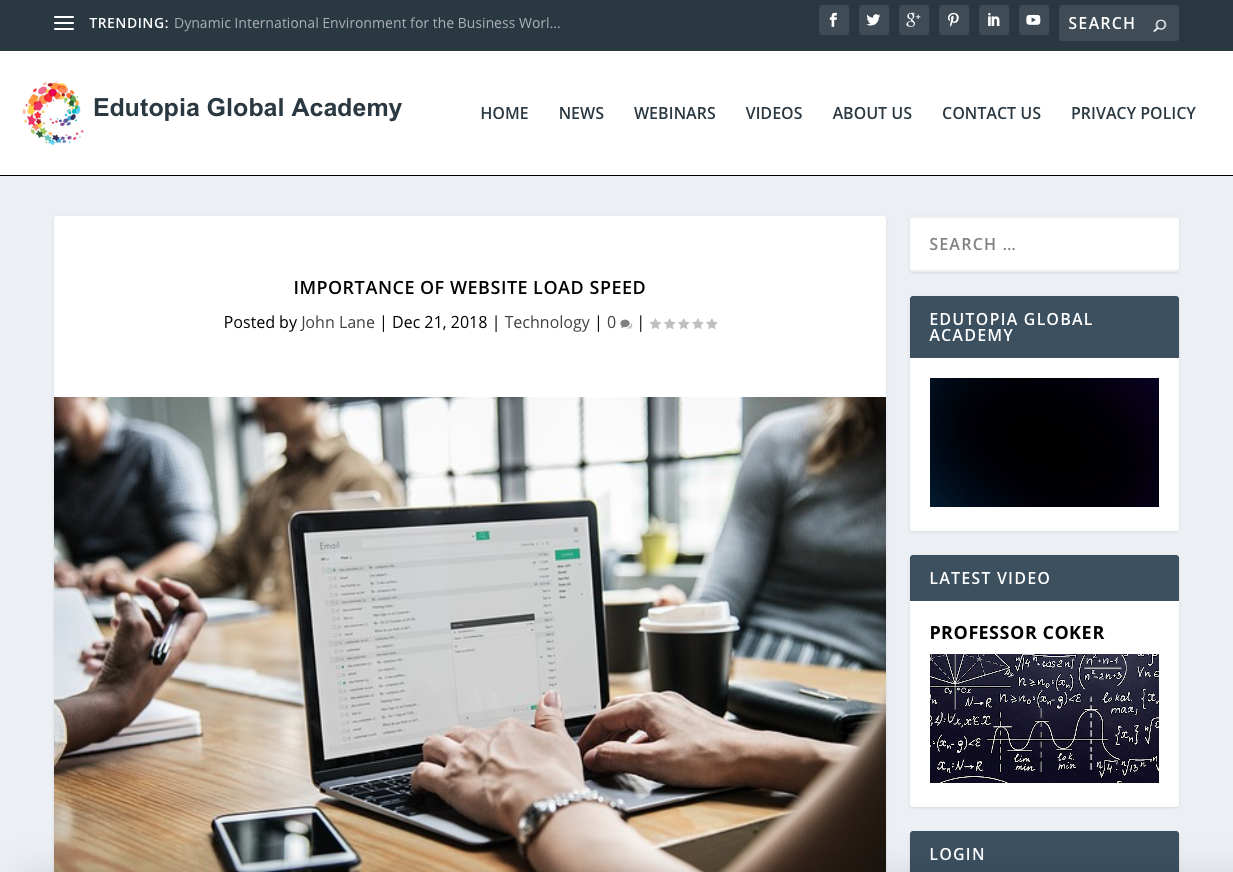 TRENDING: Dynamic International Environment for the Business Worl...
SEARCH
Edutopia Global Academy
HOME NEWS WEBINARS VIDEOS ABOUT US CONTACT US PRIVACY POLICY
IMPORTANCE OF WEBSITE LOAD SPEED
Posted by John Lane | Dec 21, 2018 | Technology | 0 |
Email
SEARCH …
EDUTOPIA GLOBAL
ACADEMY
LATEST VIDEO
PROFESSOR COKER
LOGIN